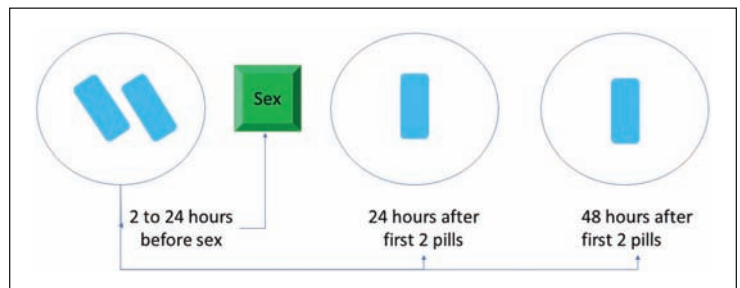 Sex
2 to 24 hours
before sex
24 hours after
first 2 pills
48 hours after
first 2 pills